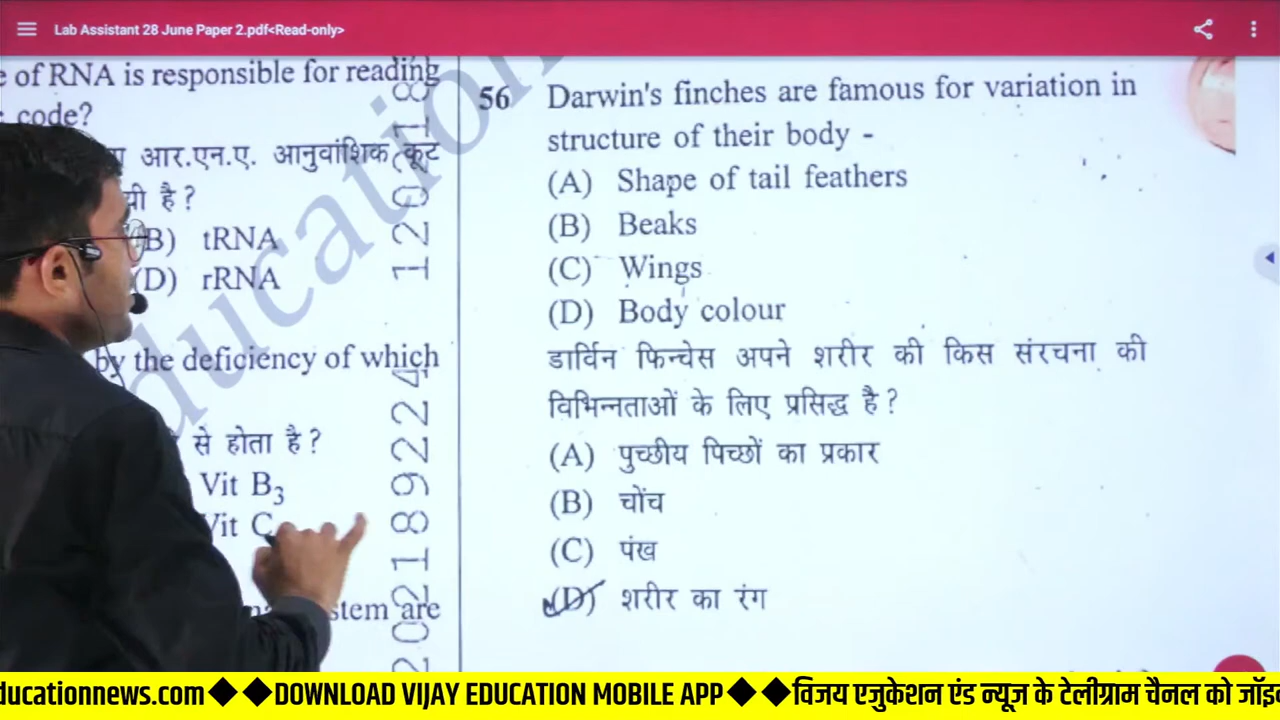 Lab Assistant 28 June Paper 2.pdf<Read-only>
of RNA is responsible for reading
code?
आर.एन.ए. आनुवांशिक कूट
है ?
B) tRNA
(D) rRNA
by the deficiency of which
से होता है ?
Vit B3
Vit C
stem are
ducation
56 Darwin's finches are famous for variation in
structure of their body -
(A) Shape of tail feathers
(B) Beaks
(C) Wings
(D) Body colour
डार्विन फिन्चेस अपने शरीर की किस संरचना की
विभिन्नताओं के लिए प्रसिद्ध है ?
(A) पुच्छीय पिच्छों का प्रकार
(B) चोंच
(C) पंख
(D) शरीर का रंग
ducationnews.com◆◆DOWNLOAD VIJAY EDUCATION MOBILE APP◆◆विजय एजुकेशन एंड न्यूज के टेलीग्राम चैनल को जॉइ